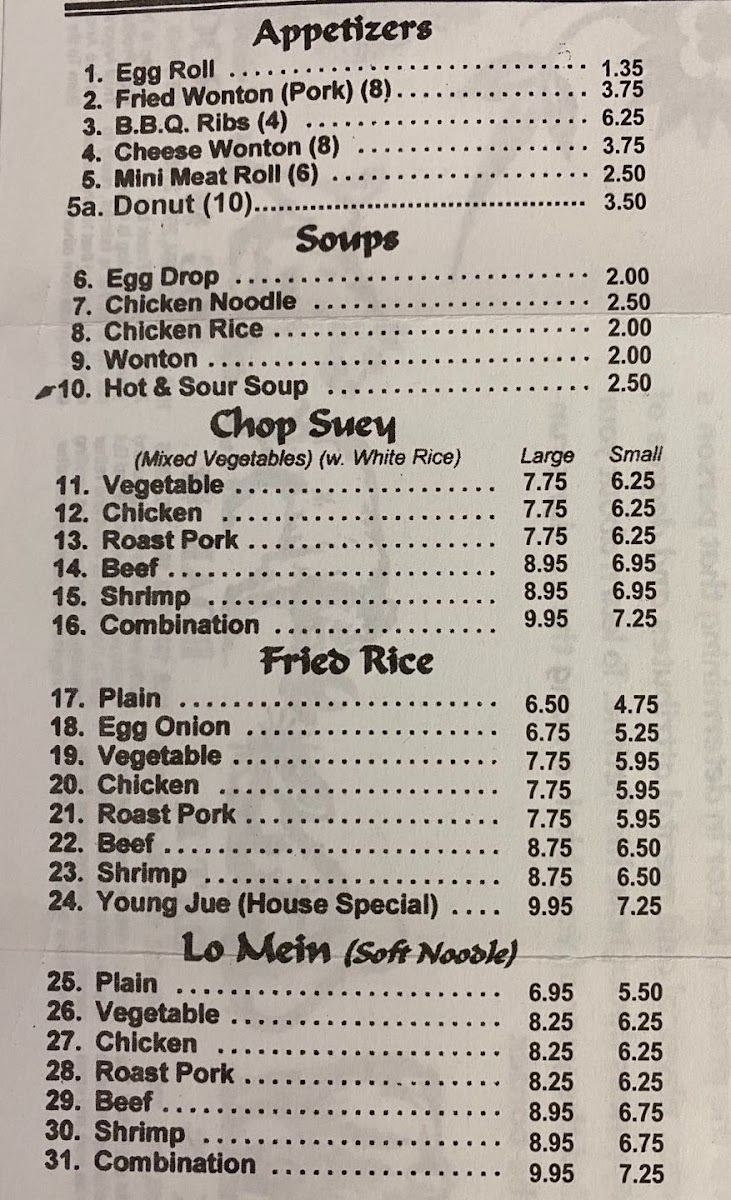 Appetizers
1. Egg Roll 1.35
2. Fried Wonton (Pork) (8) 3.75
3. B.B.Q. Ribs (4) 6.25
4. Cheese Wonton (8) 3.75
5. Mini Meat Roll (6) 2.50
5a. Donut (10) 3.50
Soups
6. Egg Drop 2.00
7. Chicken Noodle 2.50
8. Chicken Rice 2.00
9. Wonton 2.00
10. Hot & Sour Soup 2.50
Chop Suey
(Mixed Vegetables) (w. White Rice) Large Small
11. Vegetable 7.75 6.25
12. Chicken 7.75 6.25
13. Roast Pork 7.75 6.25
14. Beef 8.95 6.95
15. Shrimp 8.95 6.95
16. Combination 9.95 7.25
Fried Rice
17. Plain 6.50 4.75
18. Egg Onion 6.75 5.25
19. Vegetable 7.75 5.95
20. Chicken 7.75 5.95
21. Roast Pork 7.75 5.95
22. Beef 8.75 6.50
23. Shrimp 8.75 6.50
24. Young Jue (House Special) 9.95 7.25
Lo Mein (Soft Noodle)
25. Plain 6.95 5.50
26. Vegetable 8.25 6.25
27. Chicken 8.25 6.25
28. Roast Pork 8.25 6.25
29. Beef 8.95 6.75
30. Shrimp 8.95 6.75
31. Combination 9.95 7.25